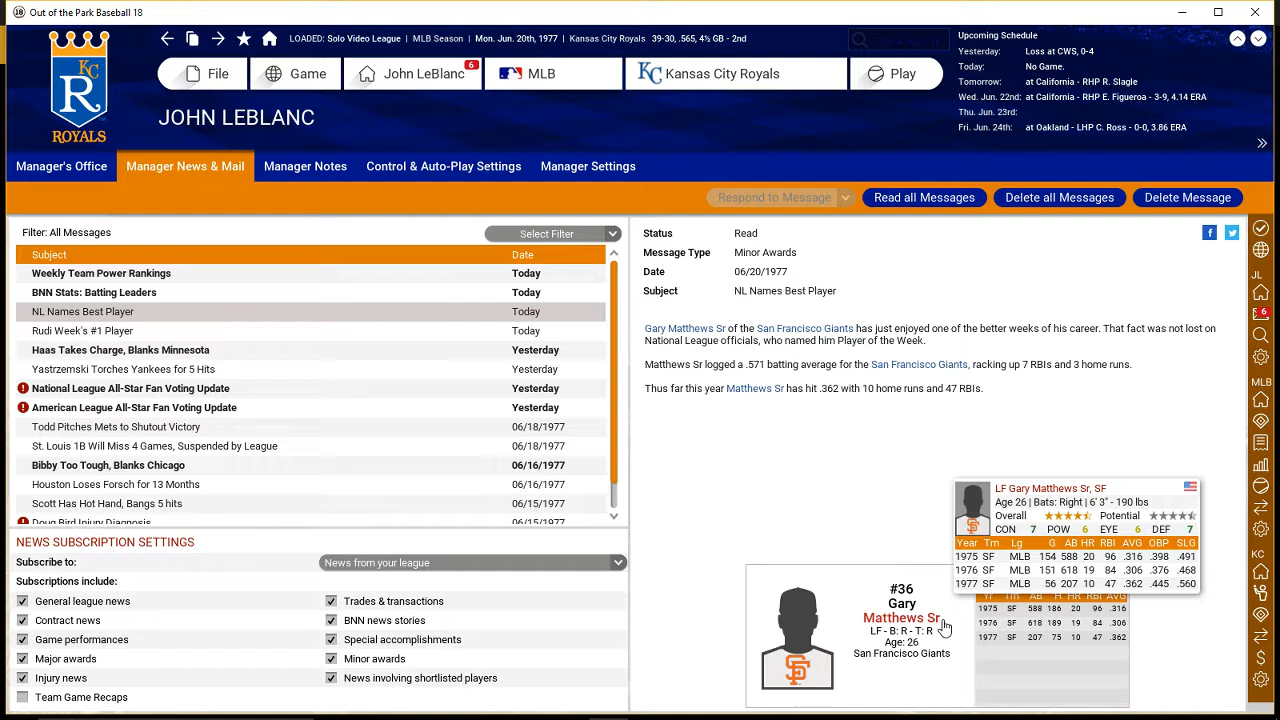 Out of the Park Baseball 18
LOADED: Solo Video League | MLB Season | Mon. Jun. 20th, 1977 | Kansas City Royals 39-30, .565, 4½ GB - 2nd
Upcoming Schedule
Yesterday: Loss at CWS, 0-4
Today: No Game.
Tomorrow: at California - RHP R. Slagle
Wed. Jun. 22nd: at California - RHP E. Figueroa - 3-9, 4.14 ERA
Thu. Jun. 23rd:
Fri. Jun. 24th: at Oakland - LHP C. Ross - 0-0, 3.86 ERA
File
Game
John LeBlanc 6
MLB
KC Kansas City Royals
Play
KC
R
ROYALS
JOHN LEBLANC
Manager's Office
Manager News & Mail
Manager Notes
Control & Auto-Play Settings
Manager Settings
Respond to Message
Read all Messages
Delete all Messages
Delete Message
Filter: All Messages
Select Filter
Subject Date
Weekly Team Power Rankings Today
BNN Stats: Batting Leaders Today
NL Names Best Player Today
Rudi Week's #1 Player Today
Haas Takes Charge, Blanks Minnesota Yesterday
Yastrzemski Torches Yankees for 5 Hits Yesterday
National League All-Star Fan Voting Update Yesterday
American League All-Star Fan Voting Update Yesterday
Todd Pitches Mets to Shutout Victory 06/18/1977
St. Louis 1B Will Miss 4 Games, Suspended by League 06/18/1977
Bibby Too Tough, Blanks Chicago 06/16/1977
Houston Loses Forsch for 13 Months 06/16/1977
Scott Has Hot Hand, Bangs 5 hits 06/15/1977
Doug Bird Injury Diagnosis 06/15/1977
NEWS SUBSCRIPTION SETTINGS
Subscribe to: News from your league
Subscriptions include:
General league news Trades & transactions
Contract news BNN news stories
Game performances Special accomplishments
Major awards Minor awards
Injury news News involving shortlisted players
Team Game Recaps
Status Read
Message Type Minor Awards
Date 06/20/1977
Subject NL Names Best Player
Gary Matthews Sr of the San Francisco Giants has just enjoyed one of the better weeks of his career. That fact was not lost on
National League officials, who named him Player of the Week.
Matthews Sr logged a .571 batting average for the San Francisco Giants, racking up 7 RBIs and 3 home runs.
Thus far this year Matthews Sr has hit .362 with 10 home runs and 47 RBIs.
LF Gary Matthews Sr, SF
Age 26 | Bats: Right | 6' 3" - 190 lbs
Overall Potential
CON 7 POW 6 EYE 6 DEF 7
Year Tm Lg G AB HR RBI AVG OBP SLG
1975 SF MLB 154 588 20 96 .316 .398 .491
1976 SF MLB 151 618 19 84 .306 .376 .468
1977 SF MLB 56 207 10 47 .362 .445 .560
#36
Gary
Matthews Sr
LF - B: R - T: R
Age: 26
San Francisco Giants
SF
Yr Tm AB H HR RBI AVG
1975 SF 588 186 20 96 .316
1976 SF 618 189 19 84 .306
1977 SF 207 75 10 47 .362
JL
6
MLB
KC